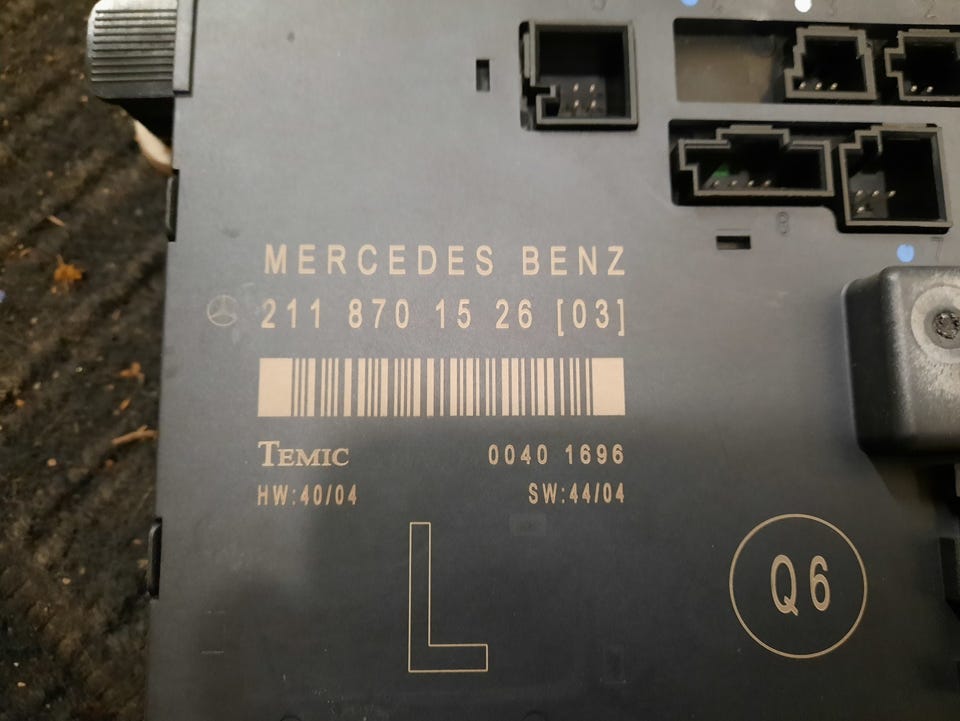 MERCEDES BENZ
211 870 15 26 [03]
TEMIC 0040 1696
HW:40/04 SW:44/04
L
Q6